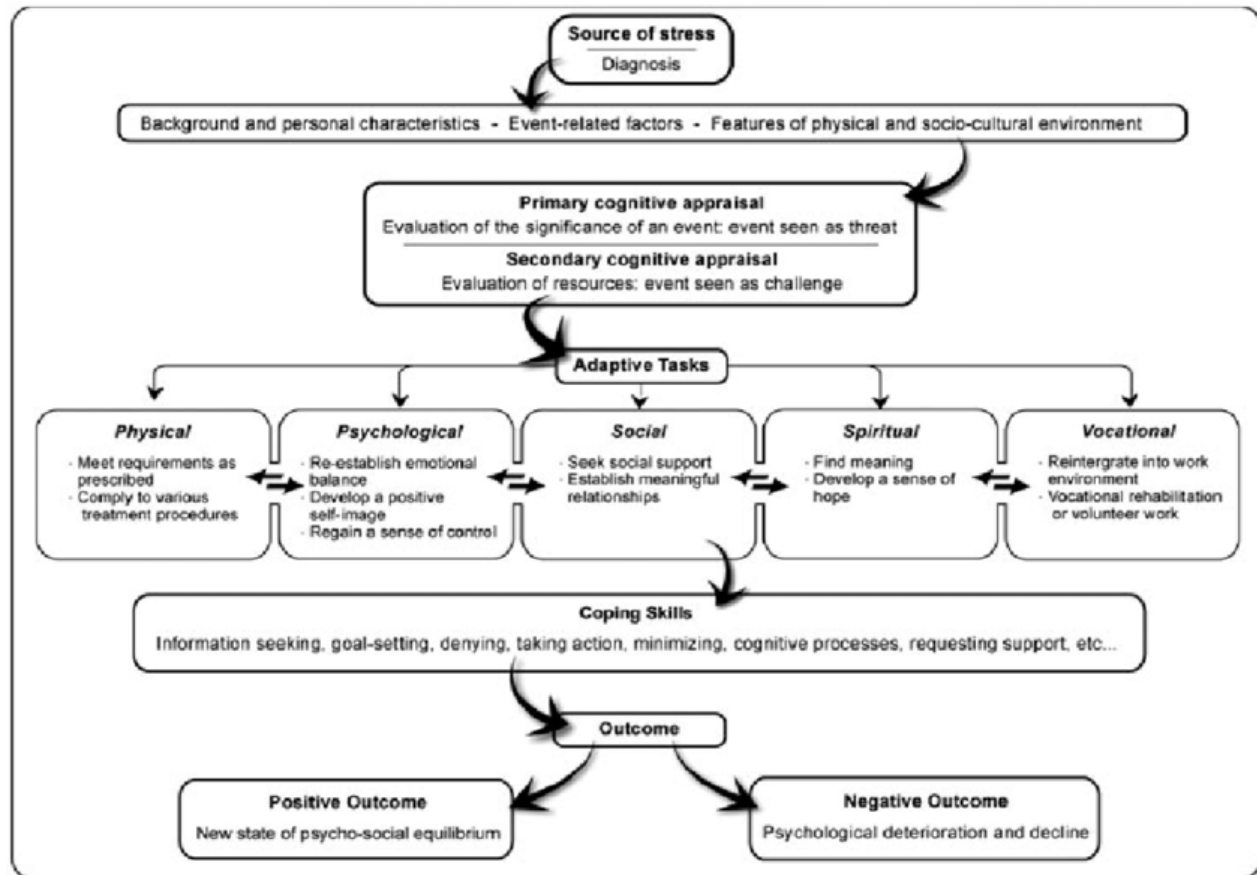 Source of stress
Diagnosis
Background and personal characteristics - Event-related factors - Features of physical and socio-cultural environment
Primary cognitive appraisal
Evaluation of the significance of an event: event seen as threat
Secondary cognitive appraisal
Evaluation of resources: event seen as challenge
Adaptive Tasks
Physical
· Meet requirements as
prescribed
· Comply to various
treatment procedures
Psychological
· Re-establish emotional
balance
· Develop a positive
self-image
· Regain a sense of control
Social
· Seek social support
· Establish meaningful
relationships
Spiritual
· Find meaning
· Develop a sense of
hope
Vocational
· Reintergrate into work
environment
· Vocational rehabilitation
or volunteer work
Coping Skills
Information seeking, goal-setting, denying, taking action, minimizing, cognitive processes, requesting support, etc...
Outcome
Positive Outcome
New state of psycho-social equilibrium
Negative Outcome
Psychological deterioration and decline